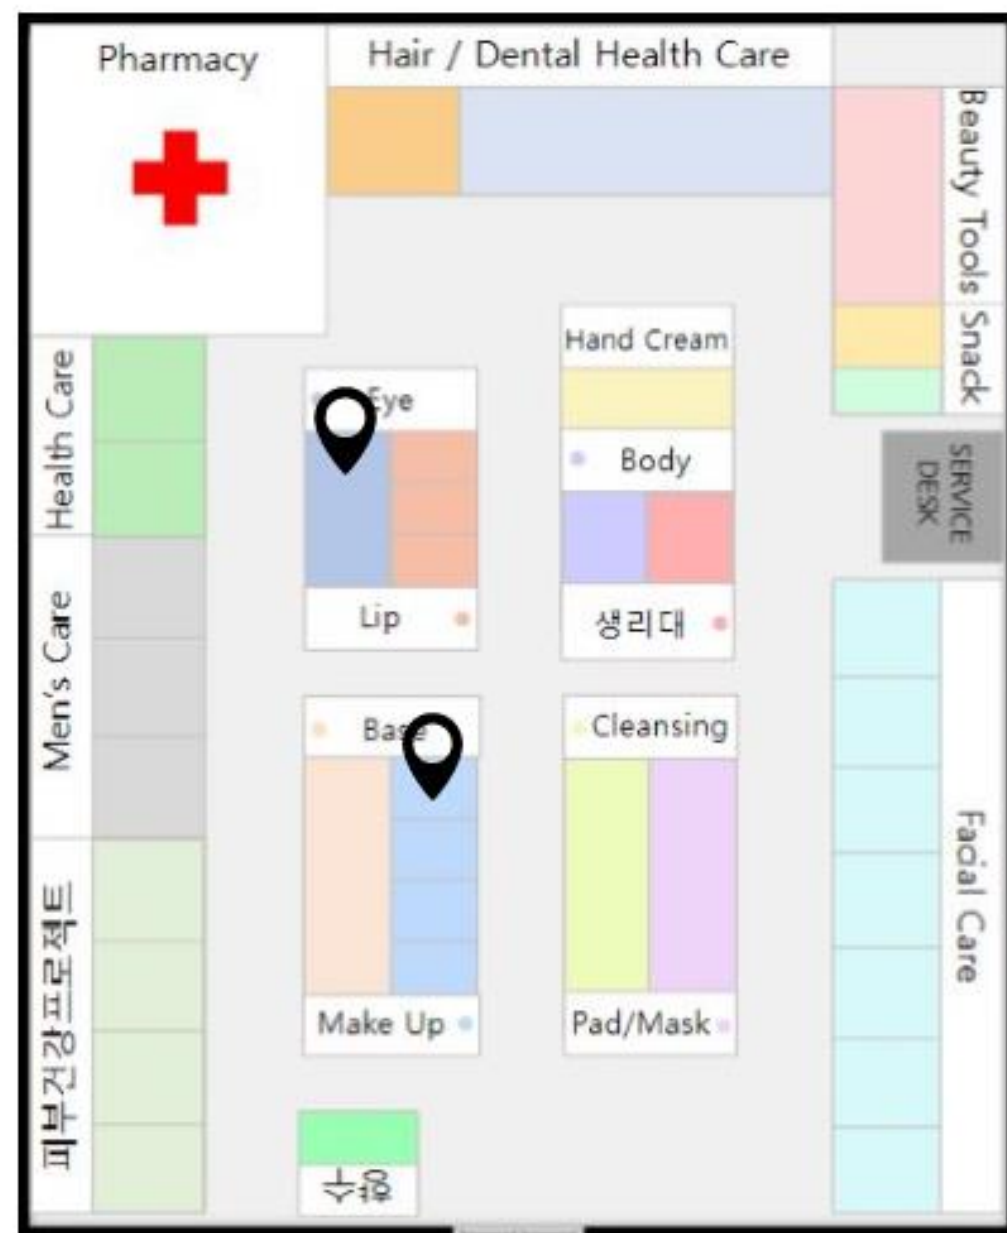 Pharmacy
Hair / Dental Health Care
Beauty Tools
Snack
Hand Cream
Health Care
Eye
Body
SERVICE
DESK
Lip
생리대
Men's Care
Base
Cleansing
Facial Care
피부건강프로젝트
Make Up
Pad/Mask